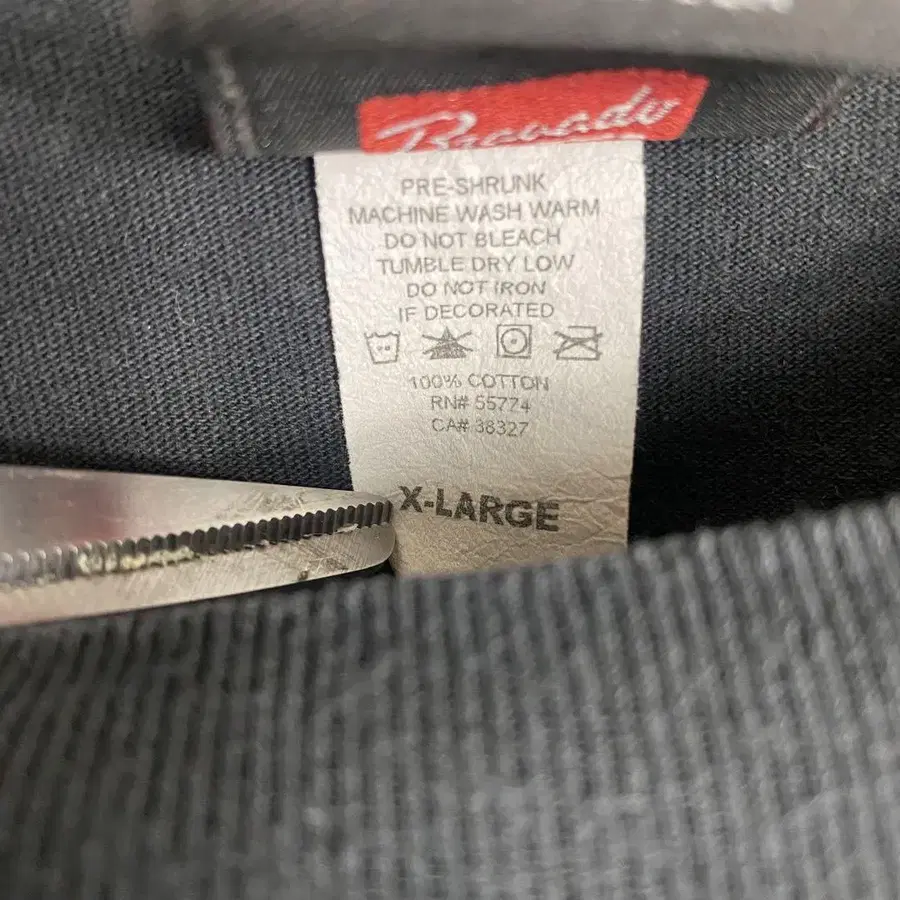 Bravado
PRE-SHRUNK
MACHINE WASH WARM
DO NOT BLEACH
TUMBLE DRY LOW
DO NOT IRON
IF DECORATED
100% COTTON
RN# 55774
CA# 38327
X-LARGE